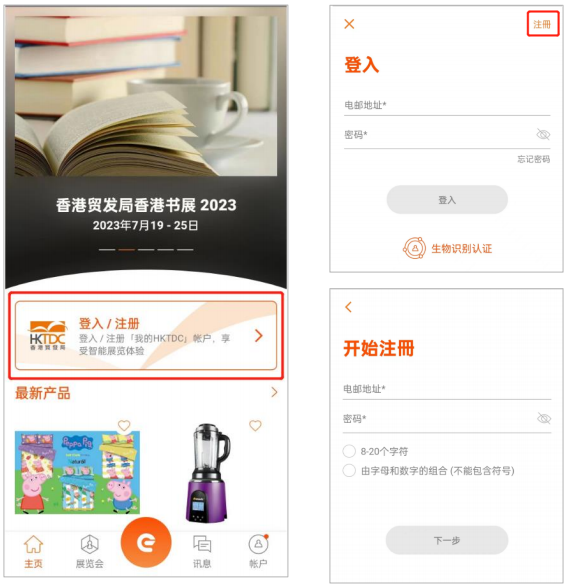 香港贸发局香港书展 2023
2023年7月19 - 25日
HKTDC
香港貿發局
登入 / 注册
登入 / 注册「我的HKTDC」帐户，享
受智能展览体验
最新产品
Peppa Pig
主页
展览会
讯息
帐户
注冊
登入
电邮地址*
密码*
忘记密码
登入
生物识别认证
开始注冊
电邮地址*
密码*
8-20个字符
由字母和数字的组合 (不能包含符号)
下一步